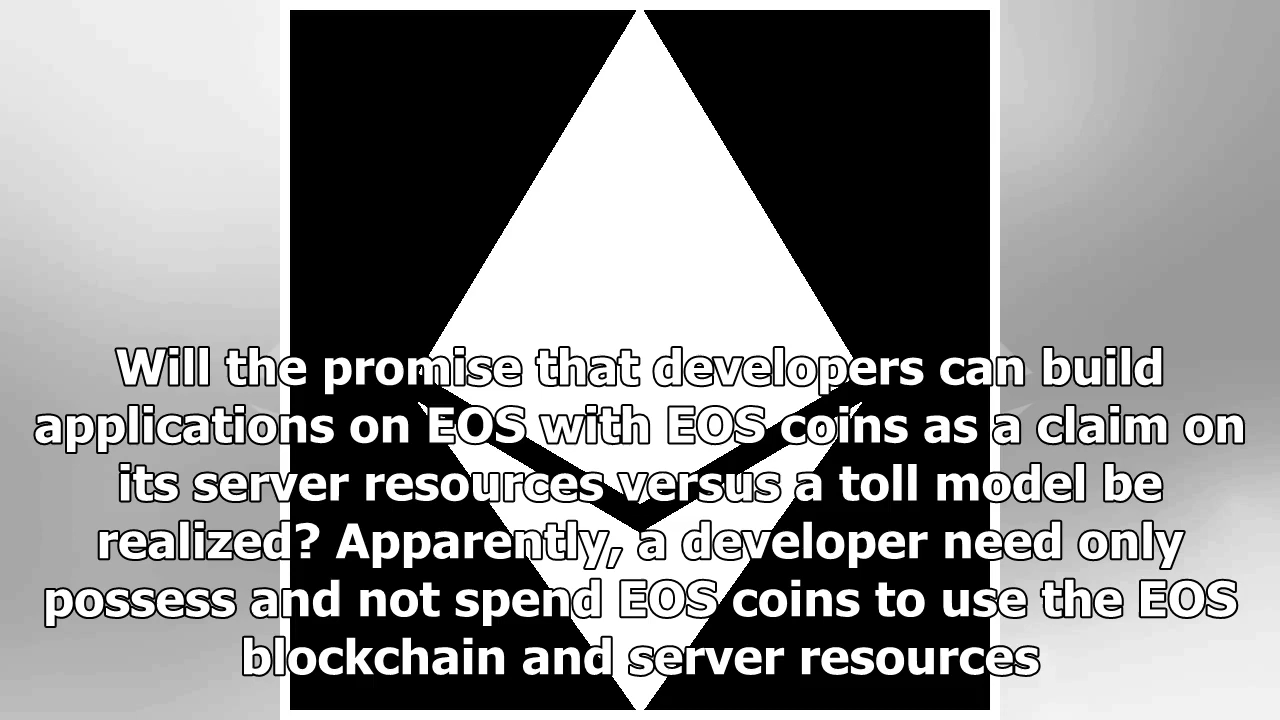 Will the promise that developers can build
applications on EOS with EOS coins as a claim on
its server resources versus a toll model be
realized? Apparently, a developer need only
possess and not spend EOS coins to use the EOS
blockchain and server resources